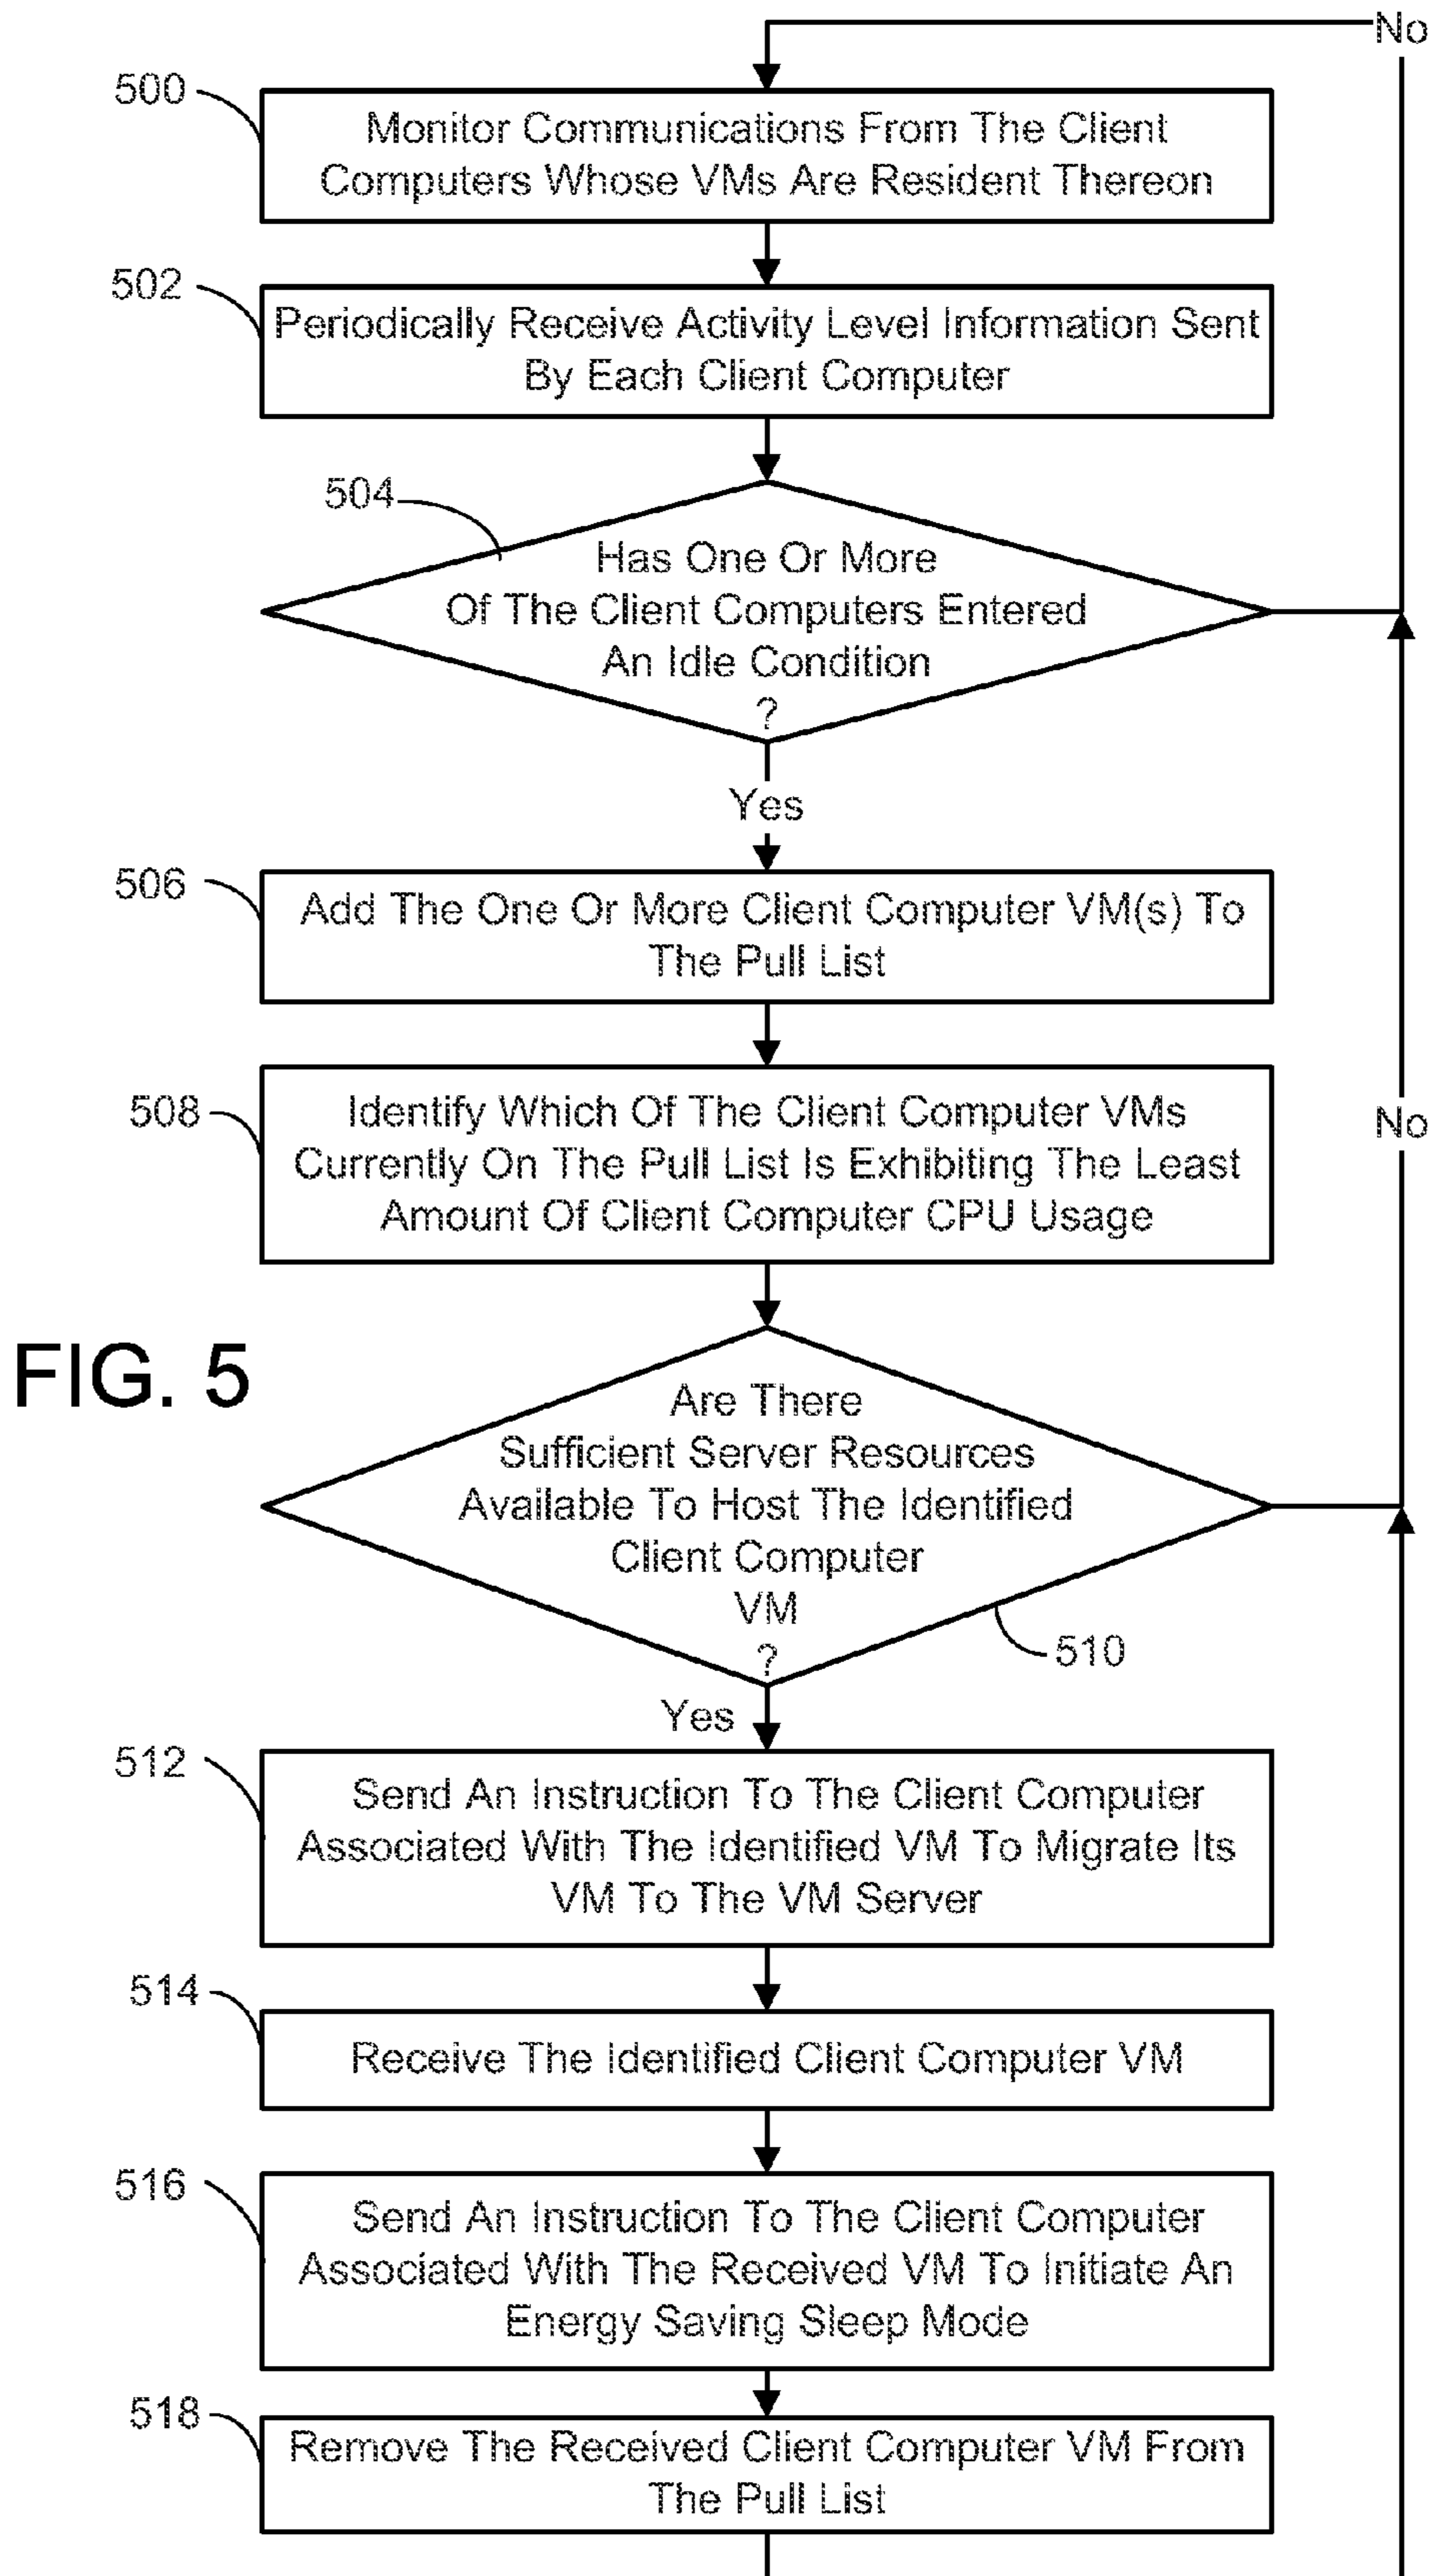 No
500
Monitor Communications From The Client
Computers Whose VMs Are Resident Thereon
502
Periodically Receive Activity Level Information Sent
By Each Client Computer
504
Has One Or More
Of The Client Computers Entered
An Idle Condition
?
Yes
506
Add The One Or More Client Computer VM(s) To
The Pull List
508
Identify Which Of The Client Computer VMs
Currently On The Pull List Is Exhibiting The Least
Amount Of Client Computer CPU Usage
No
FIG. 5
Are There
Sufficient Server Resources
Available To Host The Identified
Client Computer
VM
?
510
Yes
512
Send An Instruction To The Client Computer
Associated With The Identified VM To Migrate Its
VM To The VM Server
514
Receive The Identified Client Computer VM
516
Send An Instruction To The Client Computer
Associated With The Received VM To Initiate An
Energy Saving Sleep Mode
518
Remove The Received Client Computer VM From
The Pull List